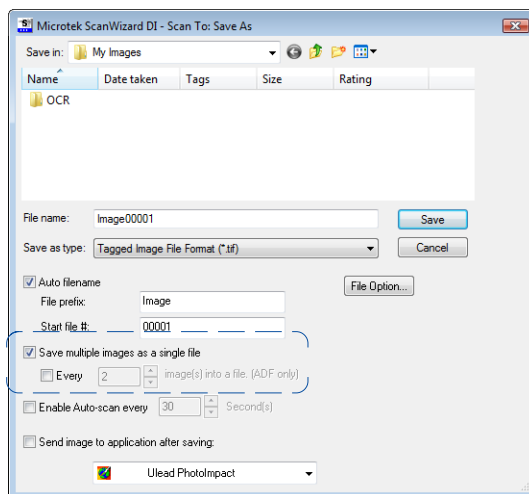 Microtek ScanWizard DI - Scan To: Save As
Save in: My Images
Name Date taken Tags Size Rating
OCR
File name: Image00001 Save
Save as type: Tagged Image File Format (*.tif) Cancel
Auto filename File Option...
File prefix: Image
Start file #: 00001
Save multiple images as a single file
Every 2 image(s) into a file. (ADF only)
Enable Auto-scan every 30 Second(s)
Send image to application after saving:
Ulead PhotoImpact